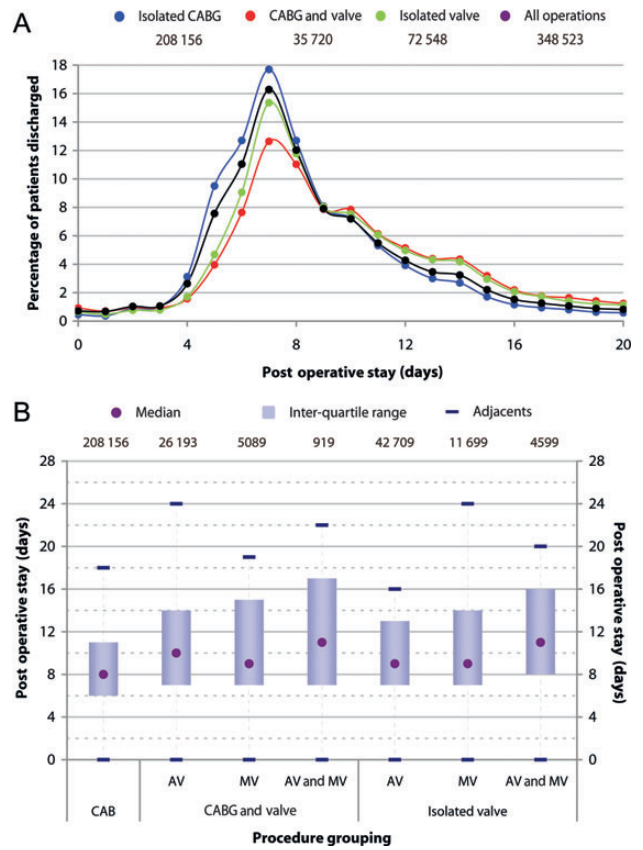 A
Isolated CABG CABG and valve Isolated valve All operations
208 156 35 720 72 548 348 523
Percentage of patients discharged
18
16
14
12
10
8
6
4
2
0
0 4 8 12 16 20
Post operative stay (days)
B
Median Inter-quartile range Adjacents
208 156 26 193 5089 919 42 709 11 699 4599
Post operative stay (days)
28 28
24 24
20 20
16 16
12 12
8 8
4 4
0 0
Post operative stay (days)
AV MV AV and MV AV MV AV and MV
CAB CABG and valve Isolated valve
Procedure grouping